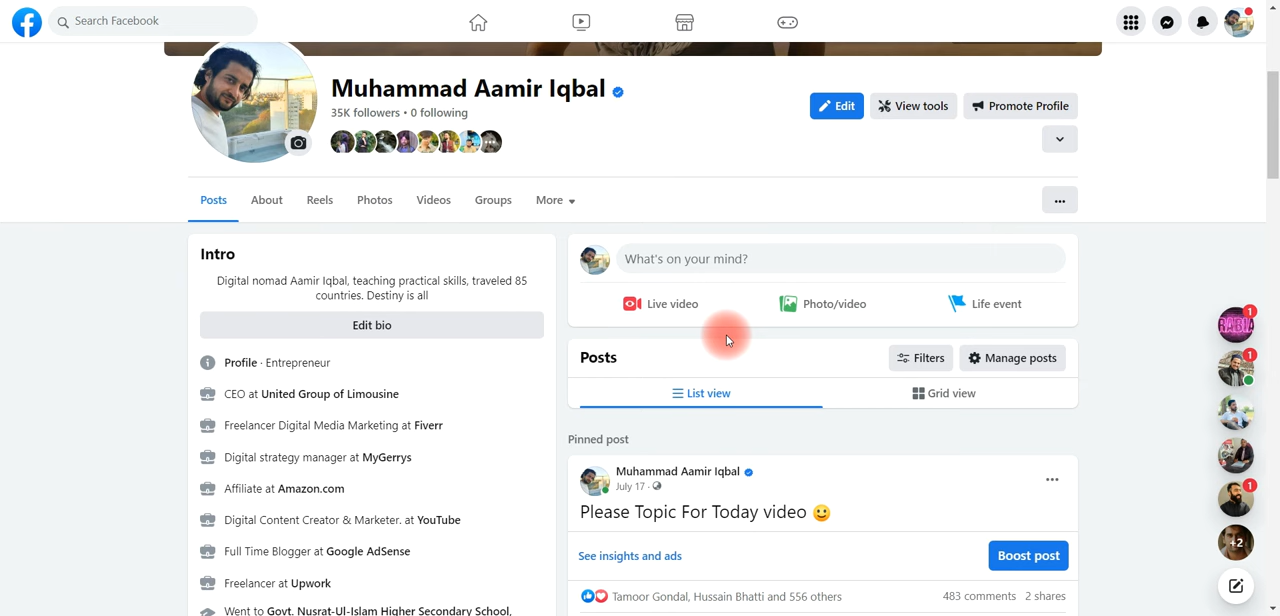 Search Facebook
Muhammad Aamir Iqbal
35K followers • 0 following
Edit
View tools
Promote Profile
Posts
About
Reels
Photos
Videos
Groups
More
Intro
Digital nomad Aamir Iqbal, teaching practical skills, traveled 85
countries. Destiny is all
Edit bio
Profile · Entrepreneur
CEO at United Group of Limousine
Freelancer Digital Media Marketing at Fiverr
Digital strategy manager at MyGerrys
Affiliate at Amazon.com
Digital Content Creator & Marketer. at YouTube
Full Time Blogger at Google AdSense
Freelancer at Upwork
Went to Govt. Nusrat-Ul-Islam Higher Secondary School,
What's on your mind?
Live video
Photo/video
Life event
Posts
Filters
Manage posts
List view
Grid view
Pinned post
Muhammad Aamir Iqbal
July 17 ·
Please Topic For Today video 😀
See insights and ads
Boost post
Tamoor Gondal, Hussain Bhatti and 556 others
483 comments 2 shares
RABIA
1
1
1
+2